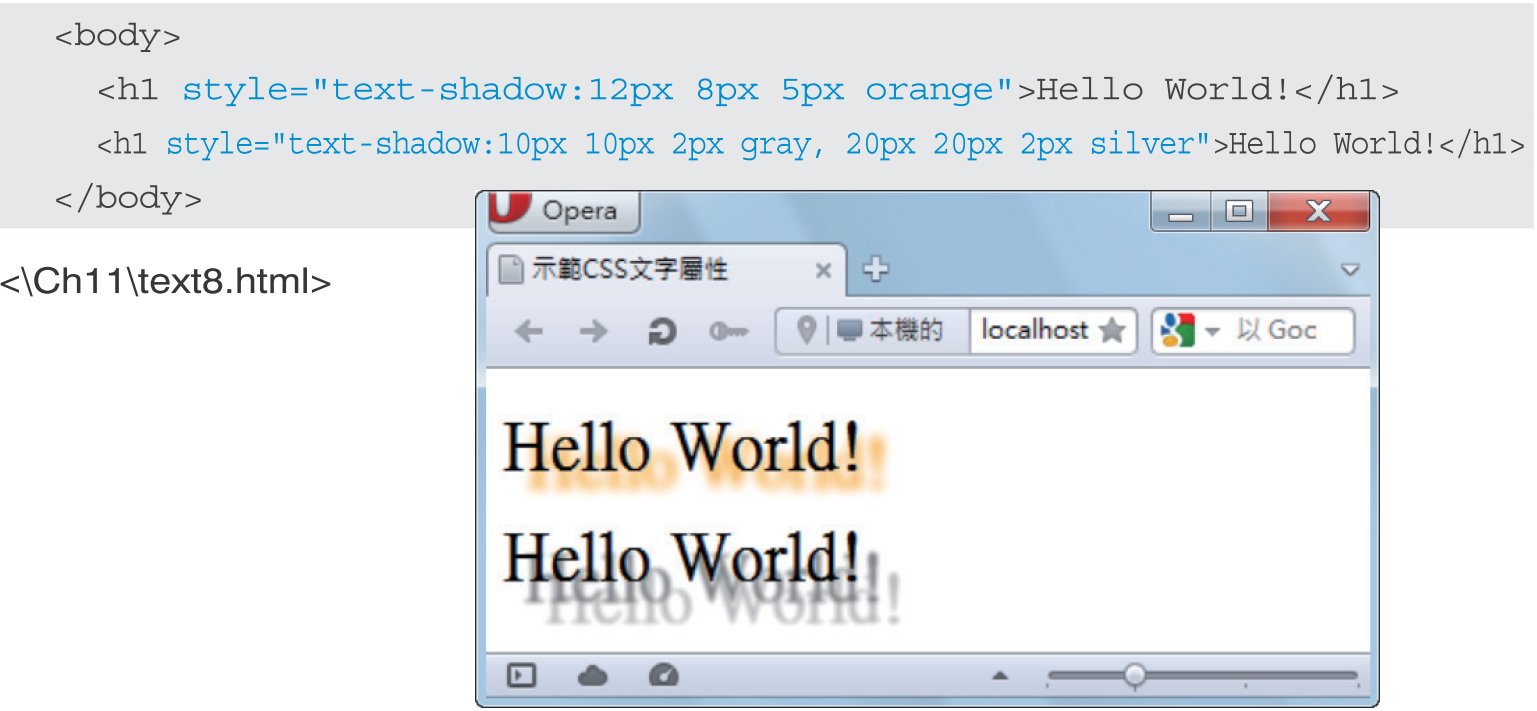 <body>
<h1 style="text-shadow:12px 8px 5px orange">Hello World!</h1>
<h1 style="text-shadow:10px 10px 2px gray, 20px 20px 2px silver">Hello World!</h1>
</body>
<\Ch11\text8.html>
Opera
示範CSS文字屬性
本機的 localhost 以 Goc
Hello World!
Hello World!